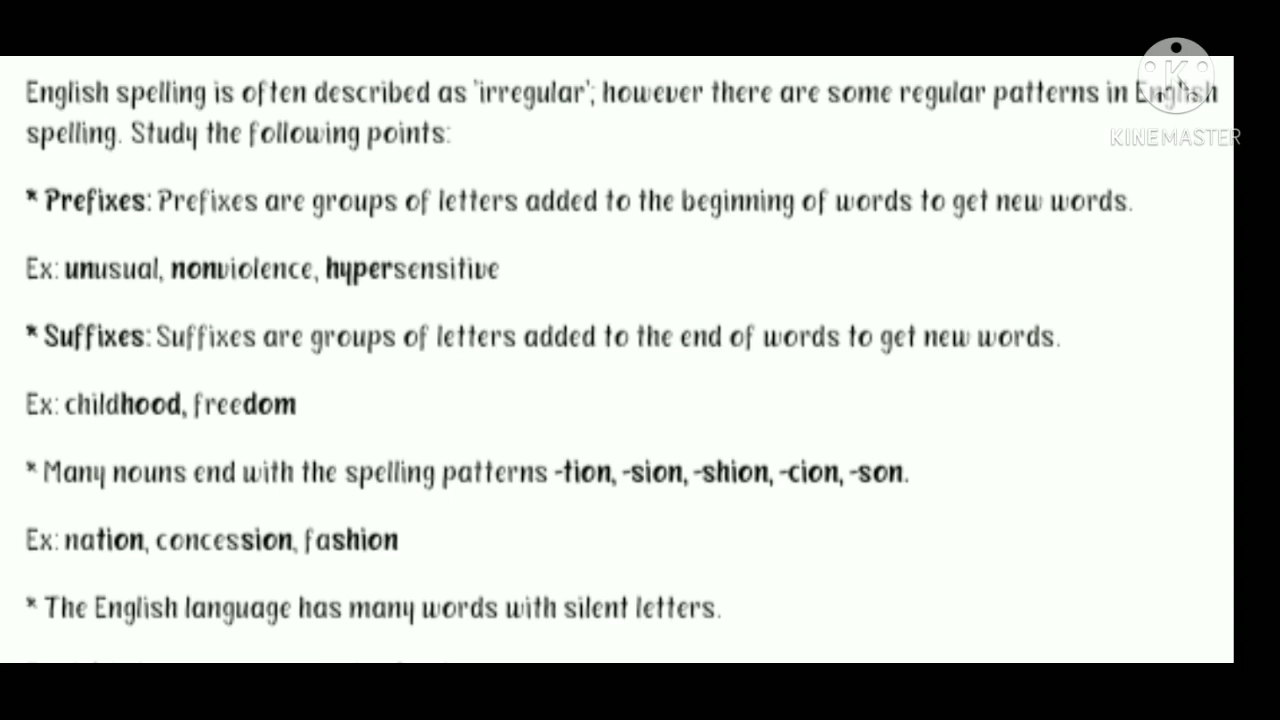 English spelling is often described as 'irregular'; however there are some regular patterns in English
spelling. Study the following points:
* Prefixes: Prefixes are groups of letters added to the beginning of words to get new words.
Ex: unusual, nonviolence, hypersensitive
* Suffixes: Suffixes are groups of letters added to the end of words to get new words.
Ex: childhood, freedom
* Many nouns end with the spelling patterns -tion, -sion, -shion, -cion, -son.
Ex: nation, concession, fashion
* The English language has many words with silent letters.
K
KINEMASTER